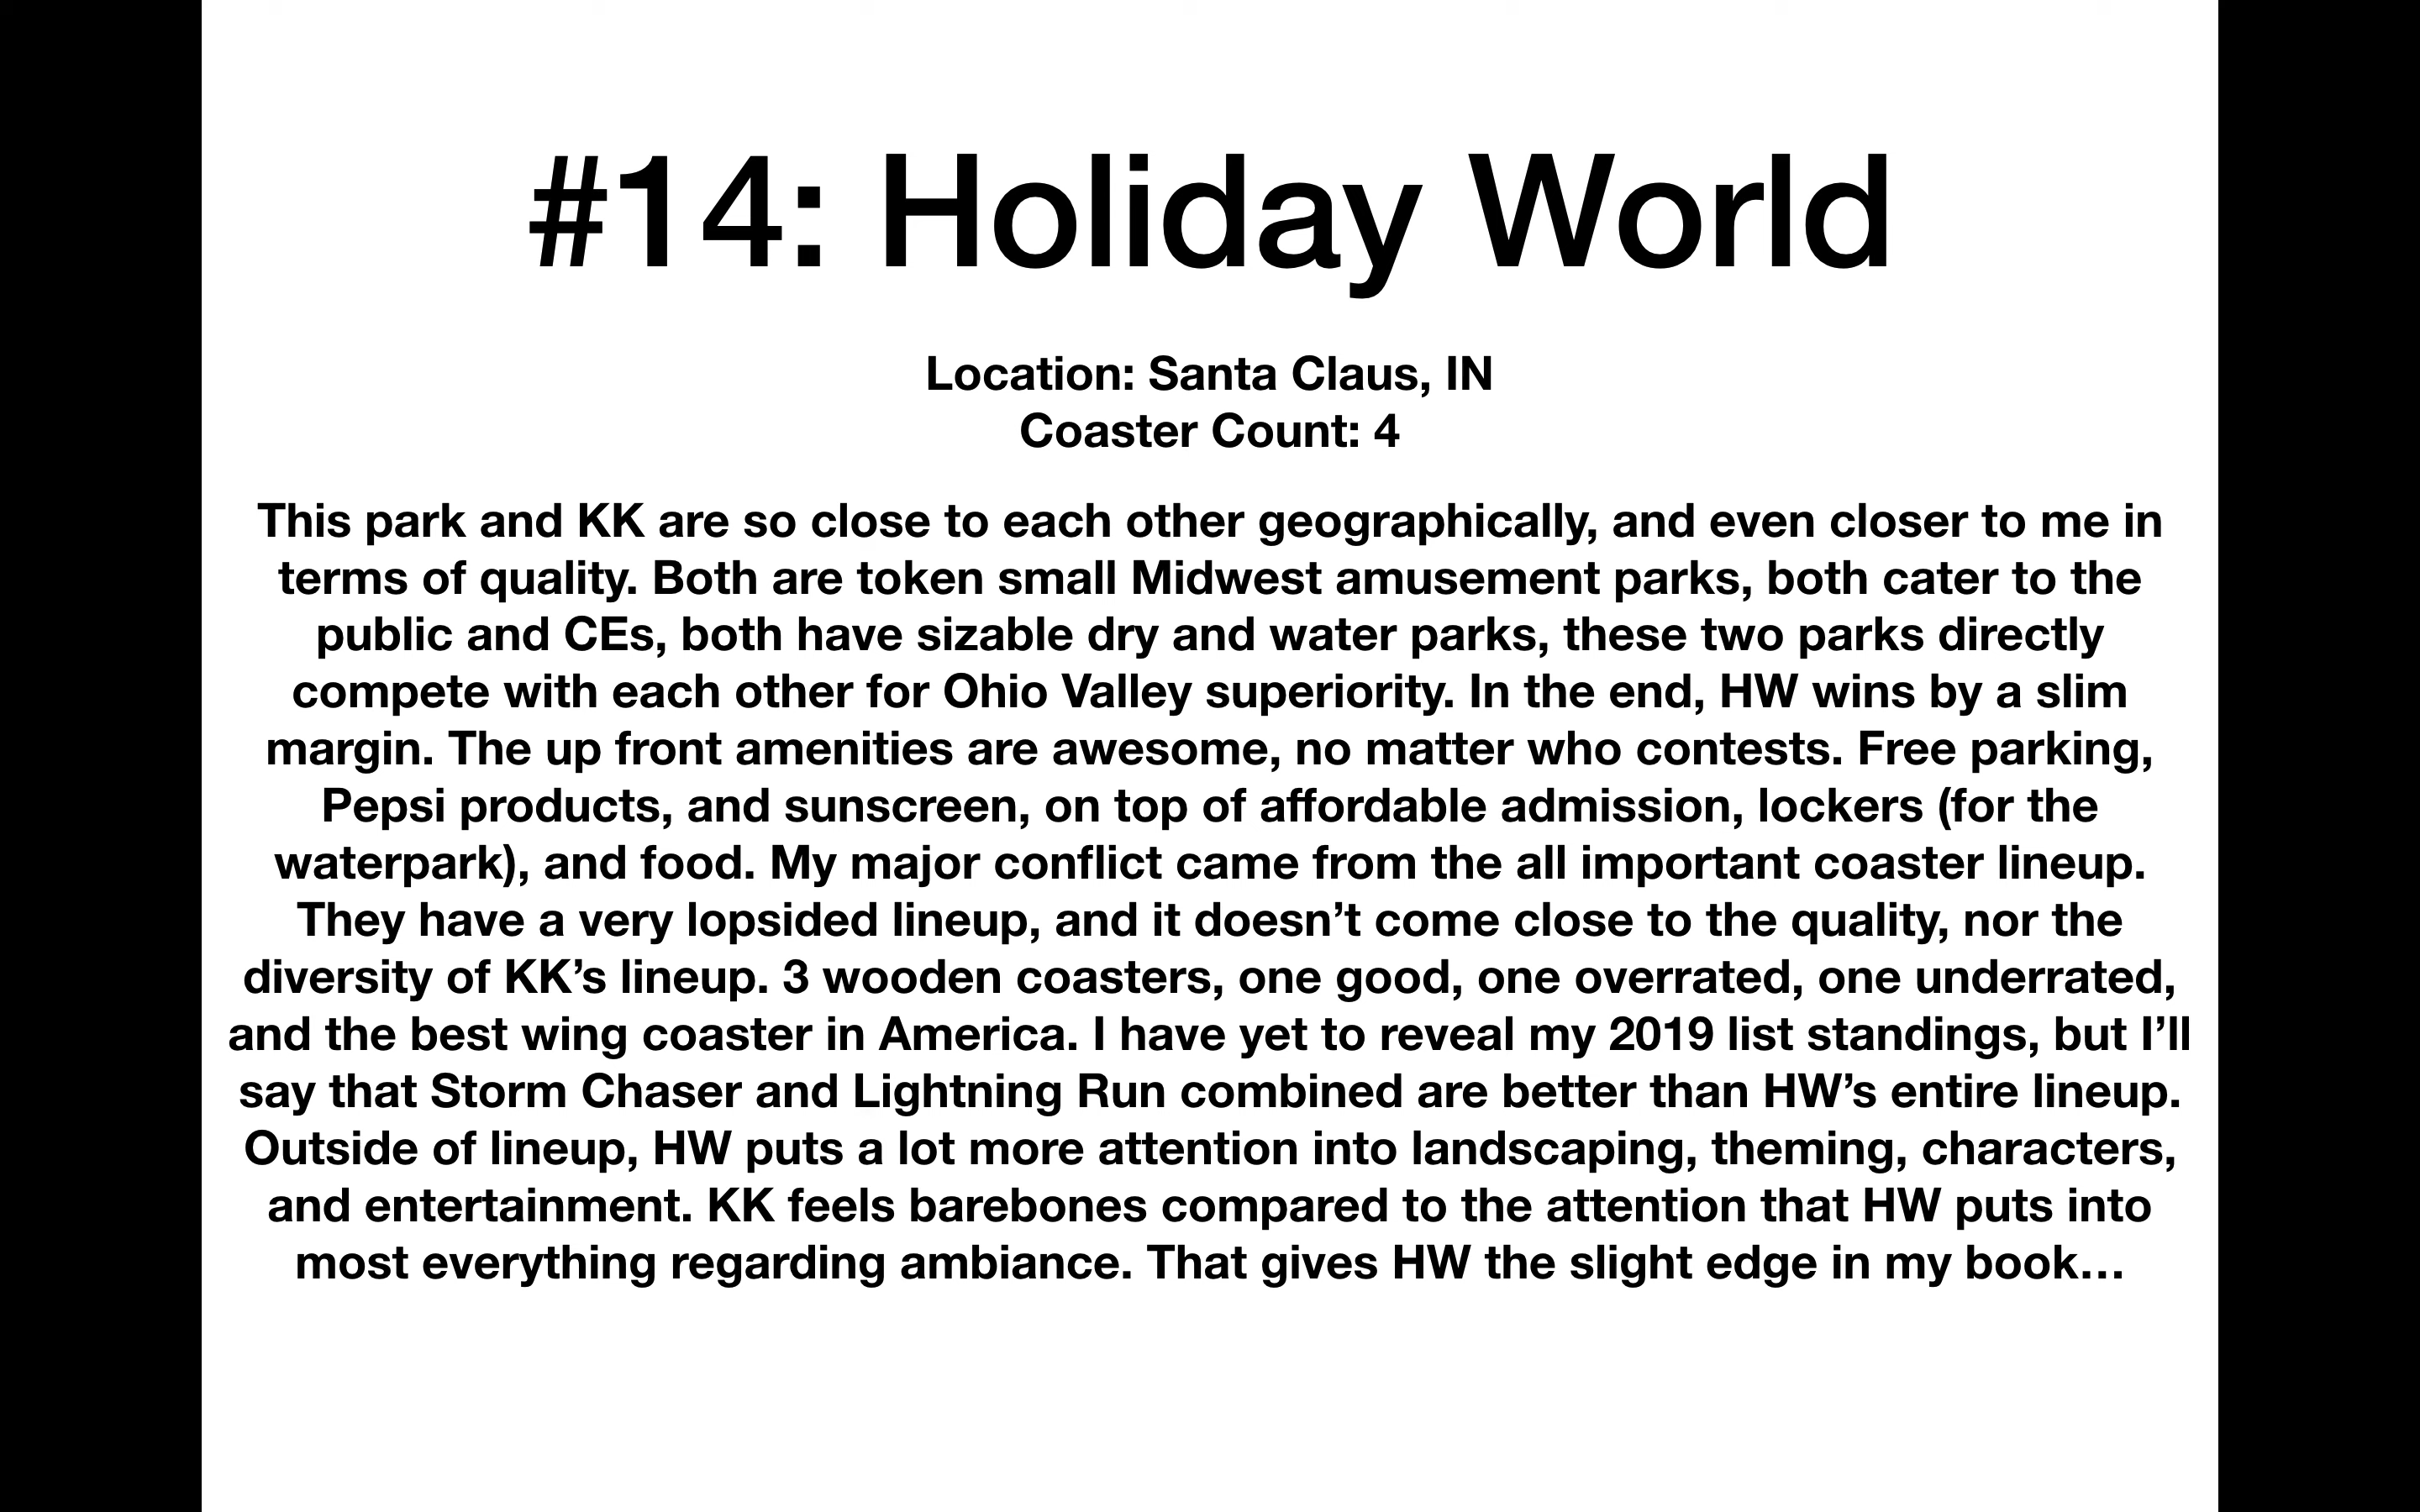 #14: Holiday World
Location: Santa Claus, IN
Coaster Count: 4
This park and KK are so close to each other geographically, and even closer to me in
terms of quality. Both are token small Midwest amusement parks, both cater to the
public and CEs, both have sizable dry and water parks, these two parks directly
compete with each other for Ohio Valley superiority. In the end, HW wins by a slim
margin. The up front amenities are awesome, no matter who contests. Free parking,
Pepsi products, and sunscreen, on top of affordable admission, lockers (for the
waterpark), and food. My major conflict came from the all important coaster lineup.
They have a very lopsided lineup, and it doesn’t come close to the quality, nor the
diversity of KK’s lineup. 3 wooden coasters, one good, one overrated, one underrated,
and the best wing coaster in America. I have yet to reveal my 2019 list standings, but I’ll
say that Storm Chaser and Lightning Run combined are better than HW’s entire lineup.
Outside of lineup, HW puts a lot more attention into landscaping, theming, characters,
and entertainment. KK feels barebones compared to the attention that HW puts into
most everything regarding ambiance. That gives HW the slight edge in my book…